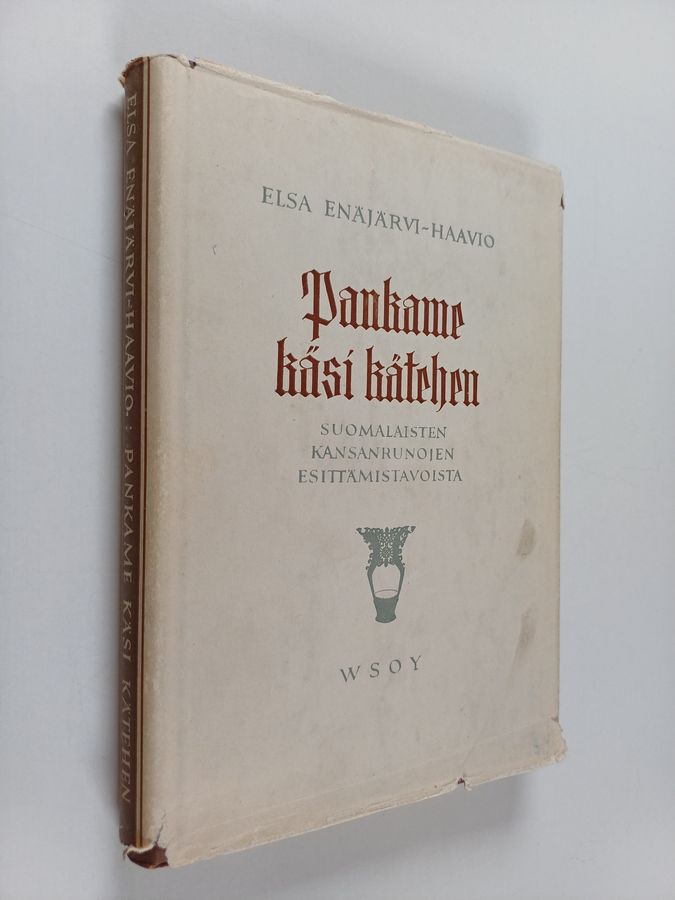 ELSA ENÄJÄRVI-HAAVIO
Pankame
käsi kätehen
SUOMALAISTEN
KANSANRUNOJEN
ESITTÄMISTAVOISTA
WSOY
ELSA ENÄJÄRVI-HAAVIO. : PANKAME KÄSI KÄTEHEN